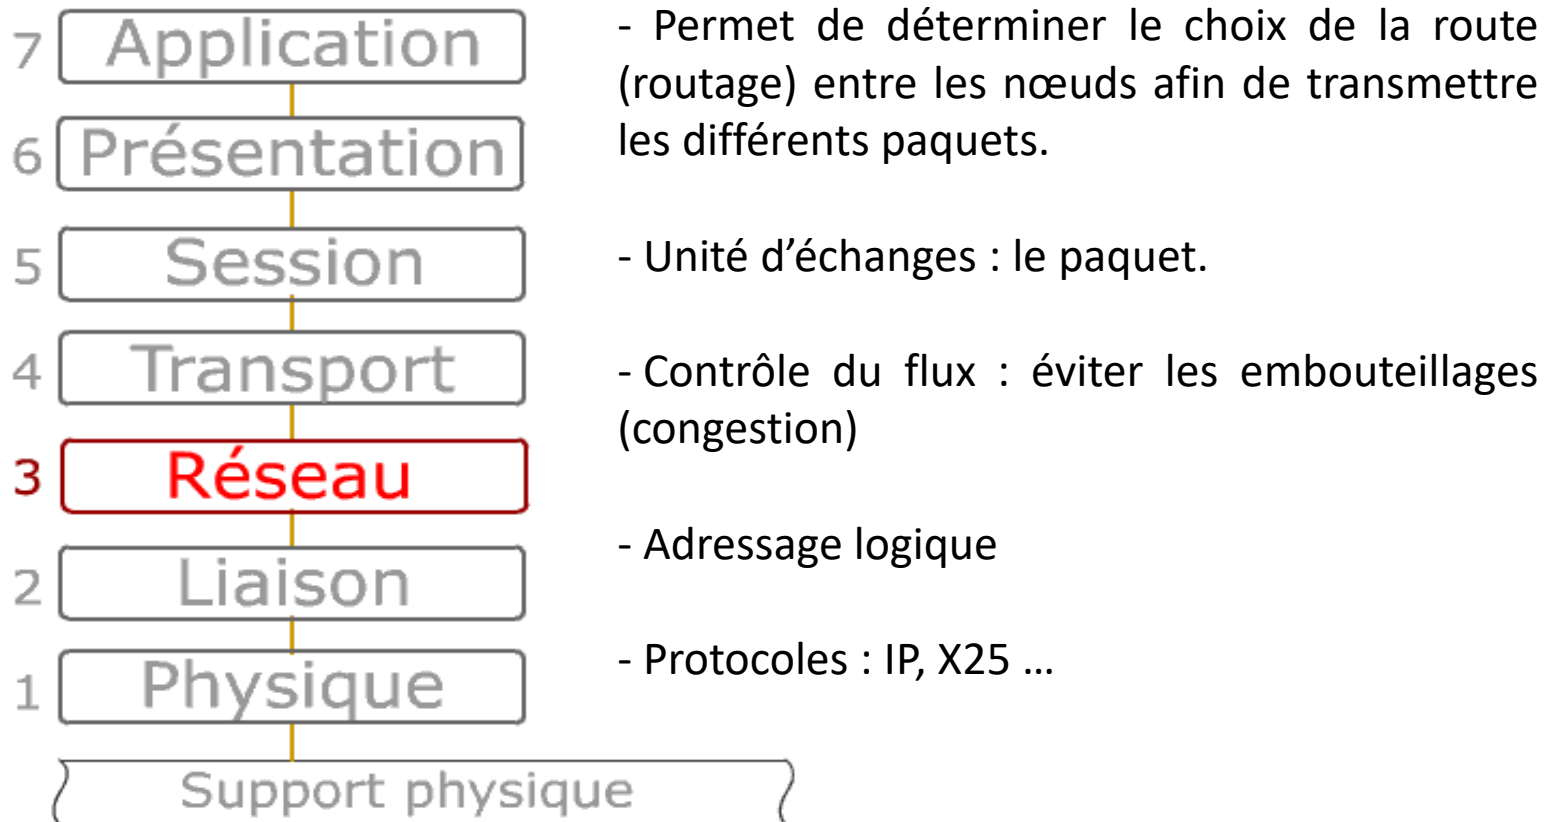 7 Application
6 Présentation
5 Session
4 Transport
3 Réseau
2 Liaison
1 Physique
Support physique
- Permet de déterminer le choix de la route
(routage) entre les nœuds afin de transmettre
les différents paquets.
- Unité d’échanges : le paquet.
- Contrôle du flux : éviter les embouteillages
(congestion)
- Adressage logique
- Protocoles : IP, X25 ...